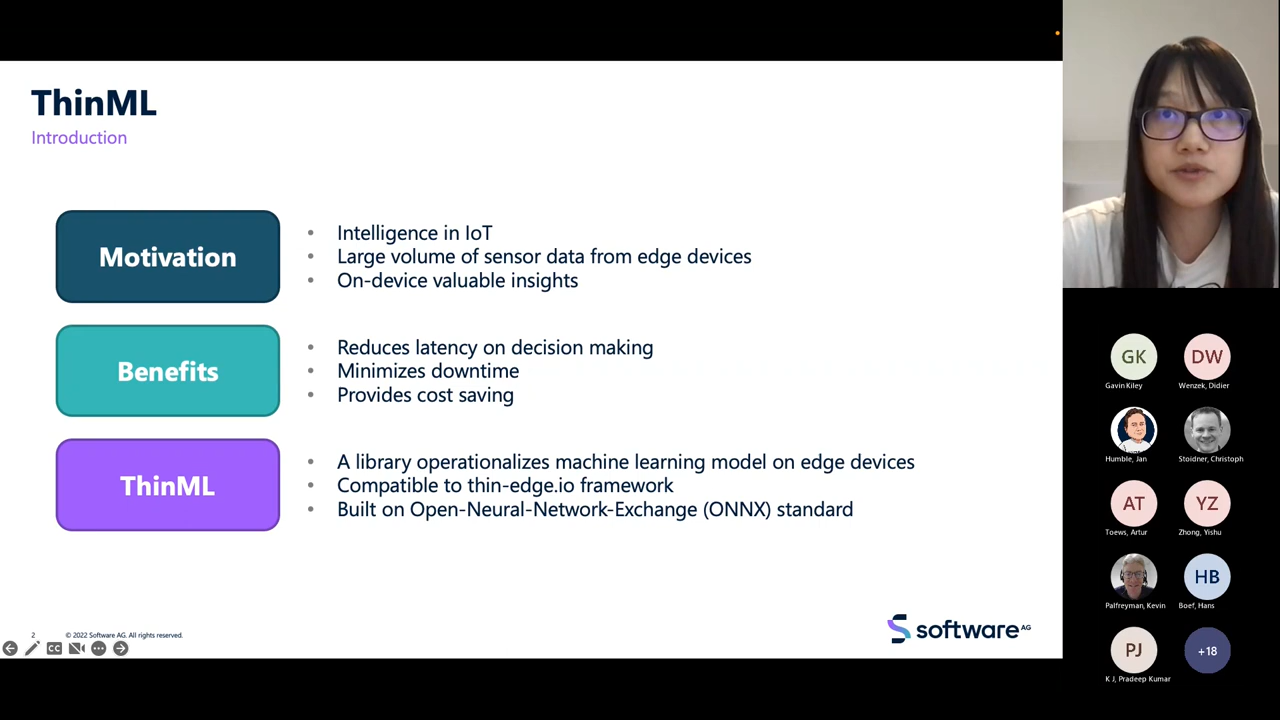 ThinML
Introduction
Motivation
• Intelligence in IoT
• Large volume of sensor data from edge devices
• On-device valuable insights
Benefits
• Reduces latency on decision making
• Minimizes downtime
• Provides cost saving
ThinML
• A library operationalizes machine learning model on edge devices
• Compatible to thin-edge.io framework
• Built on Open-Neural-Network-Exchange (ONNX) standard
2 © 2022 Software AG. All rights reserved.
CC
software AG
GK
Gavin Kiley
DW
Wenzek, Didier
Humble, Jan
Stoidner, Christoph
AT
Toews, Artur
YZ
Zhong, Yishu
Palfreyman, Kevin
HB
Boef, Hans
PJ
K J, Pradeep Kumar
+18